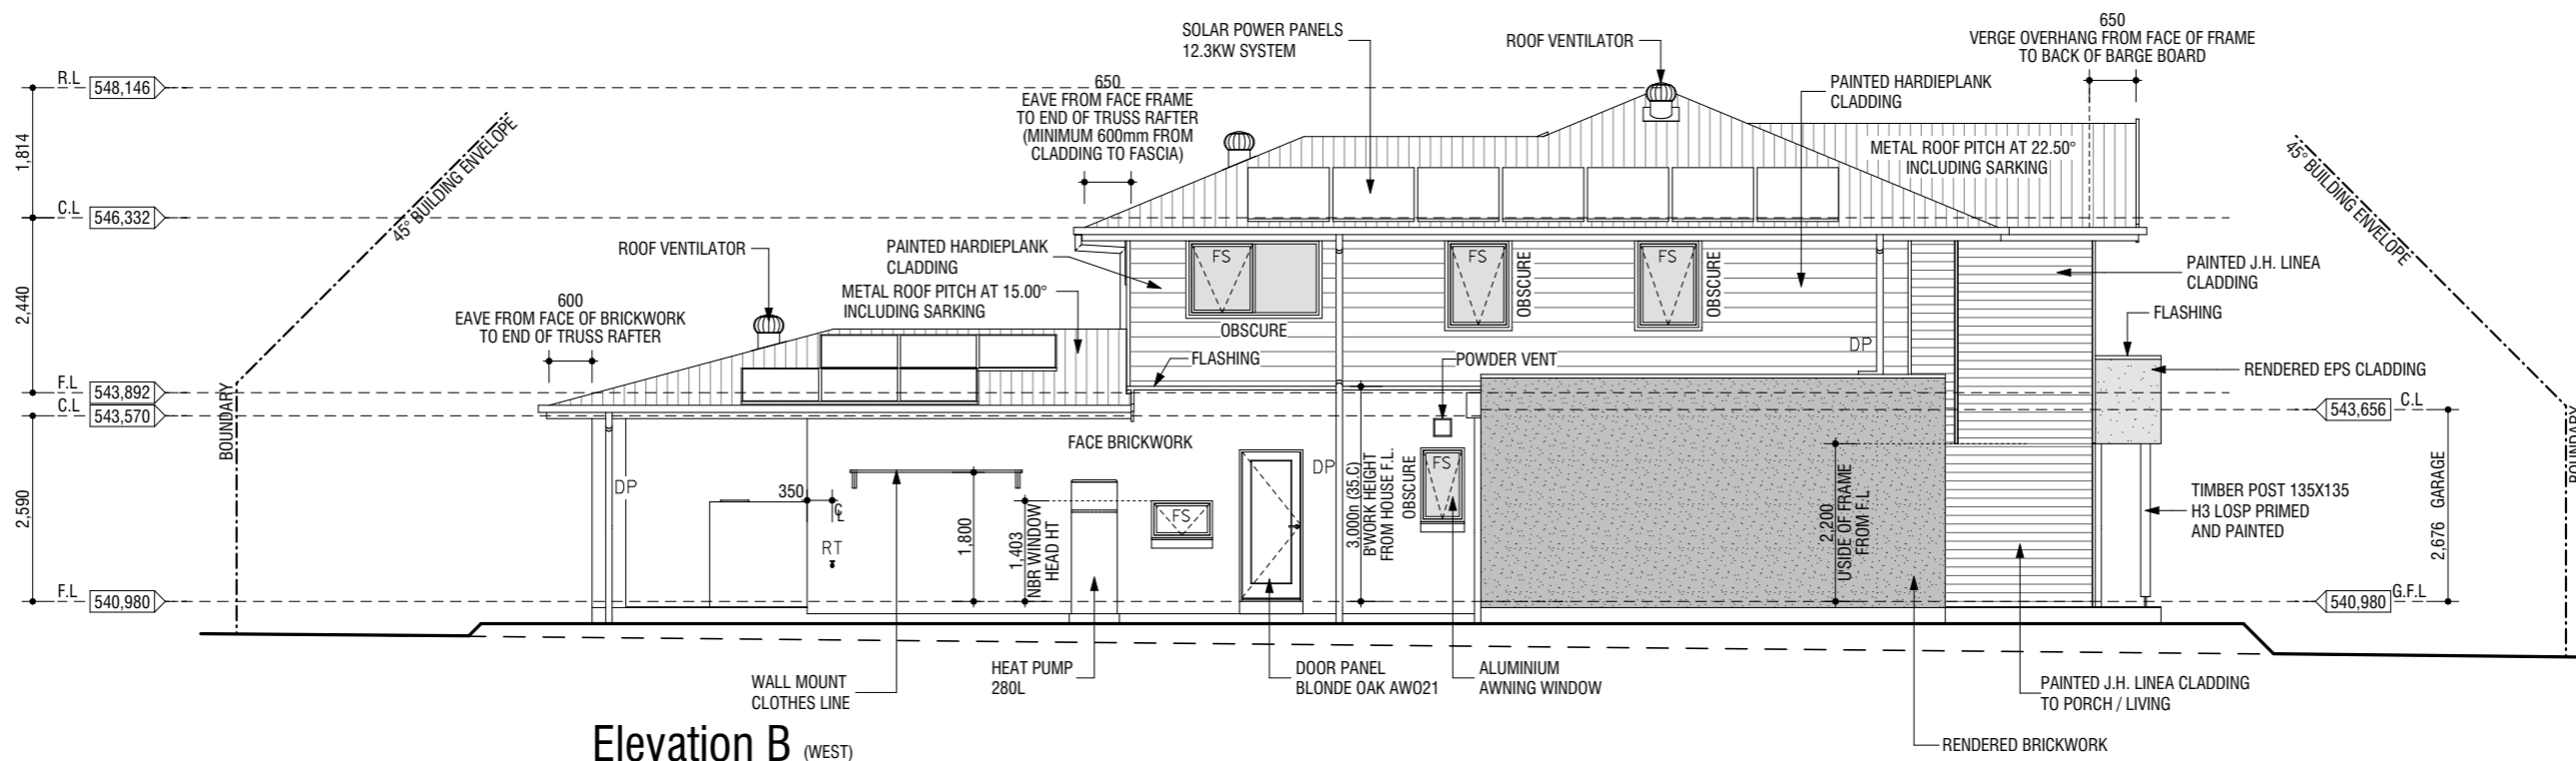 SOLAR POWER PANELS
12.3KW SYSTEM
ROOF VENTILATOR
650
VERGE OVERHANG FROM FACE OF FRAME
TO BACK OF BARGE BOARD
R.L
548,146
650
EAVE FROM FACE FRAME
TO END OF TRUSS RAFTER
(MINIMUM 600mm FROM
CLADDING TO FASCIA)
PAINTED HARDIEPLANK
CLADDING
1,814
45° BUILDING ENVELOPE
METAL ROOF PITCH AT 22.50°
INCLUDING SARKING
45° BUILDING ENVELOPE
C.L
546,332
ROOF VENTILATOR
PAINTED HARDIEPLANK
CLADDING
METAL ROOF PITCH AT 15.00°
INCLUDING SARKING
FS
OBSCURE
FS
OBSCURE
FS
OBSCURE
PAINTED J.H. LINEA
CLADDING
FLASHING
2,440
600
EAVE FROM FACE OF BRICKWORK
TO END OF TRUSS RAFTER
FLASHING
POWDER VENT
DP
RENDERED EPS CLADDING
F.L
543,892
C.L
543,570
BOUNDARY
543,656
C.L
BOUNDARY
FACE BRICKWORK
DP
350
C
L
RT
1,800
1,403
NBR WINDOW
HEAD HT
FS
DP
3,000n (35.C)
B'WORK HEIGHT
FROM HOUSE F.L.
OBSCURE
FS
2,200
U'SIDE OF FRAME
FROM F.L
TIMBER POST 135X135
H3 LOSP PRIMED
AND PAINTED
2,676 GARAGE
2,590
F.L
540,980
540,980
G.F.L
WALL MOUNT
CLOTHES LINE
HEAT PUMP
280L
DOOR PANEL
BLONDE OAK AWO21
ALUMINIUM
AWNING WINDOW
PAINTED J.H. LINEA CLADDING
TO PORCH / LIVING
RENDERED BRICKWORK
Elevation B (WEST)